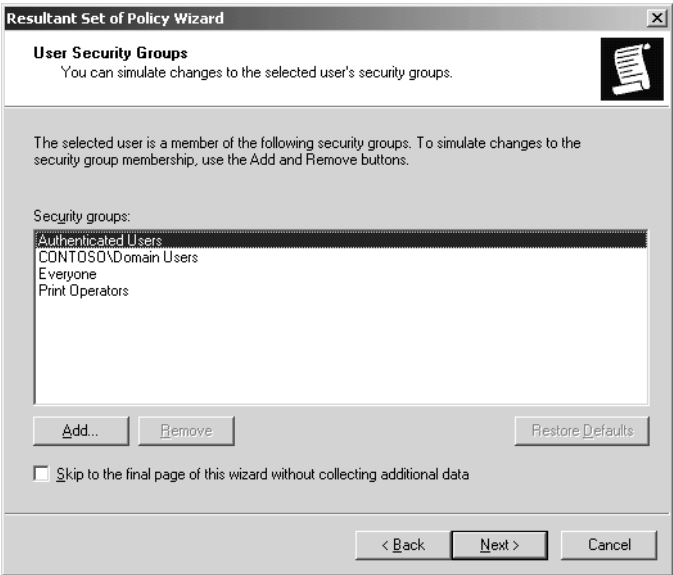 Resultant Set of Policy Wizard
User Security Groups
You can simulate changes to the selected user's security groups.
The selected user is a member of the following security groups. To simulate changes to the
security group membership, use the Add and Remove buttons.
Security groups:
Authenticated Users
CONTOSO\Domain Users
Everyone
Print Operators
Add...
Remove
Restore Defaults
Skip to the final page of this wizard without collecting additional data
< Back
Next >
Cancel